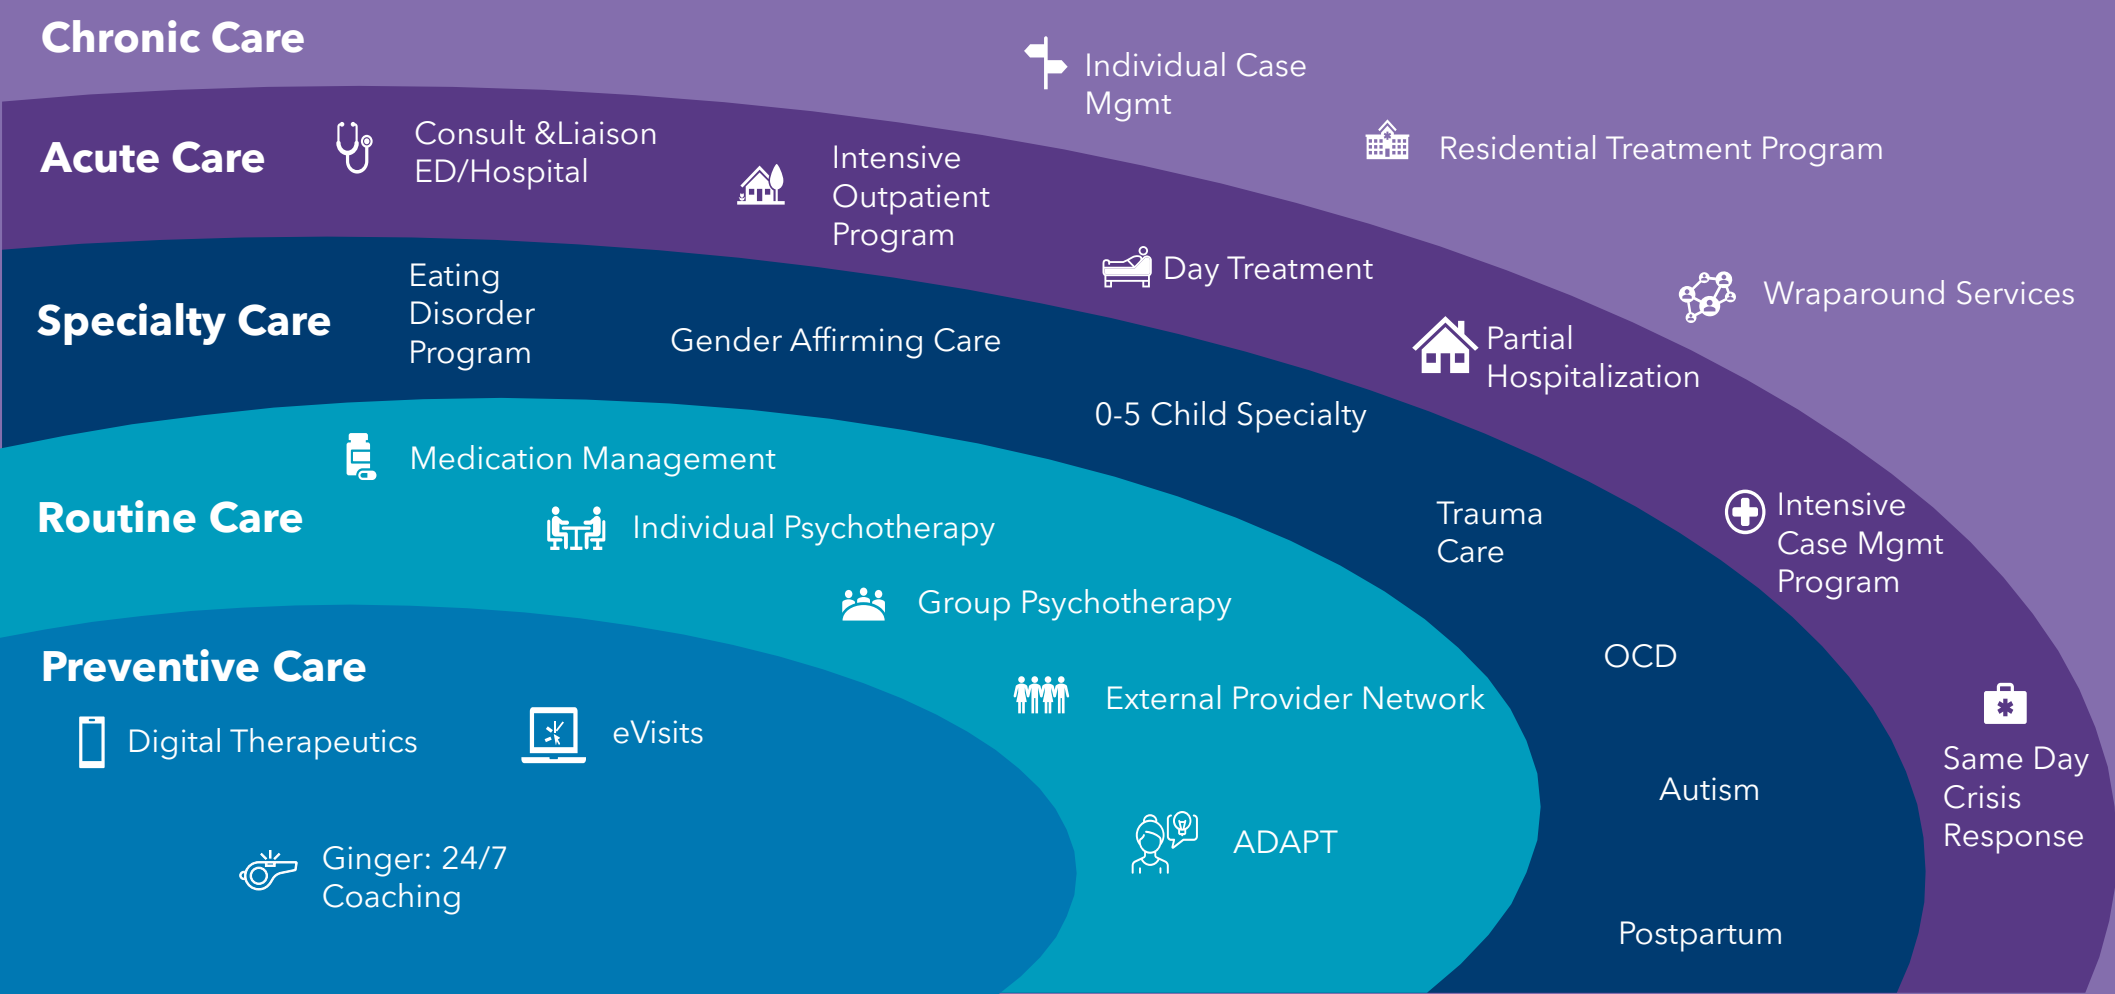 Chronic Care
Individual Case
Mgmt
Residential Treatment Program
Wraparound Services
Acute Care
Consult &Liaison
ED/Hospital
Intensive
Outpatient
Program
Day Treatment
Partial
Hospitalization
Intensive
Case Mgmt
Program
Same Day
Crisis
Response
Specialty Care
Eating
Disorder
Program
Gender Affirming Care
0-5 Child Specialty
Trauma
Care
OCD
Autism
Postpartum
Routine Care
Medication Management
Individual Psychotherapy
Group Psychotherapy
External Provider Network
ADAPT
Preventive Care
Digital Therapeutics
eVisits
Ginger: 24/7
Coaching